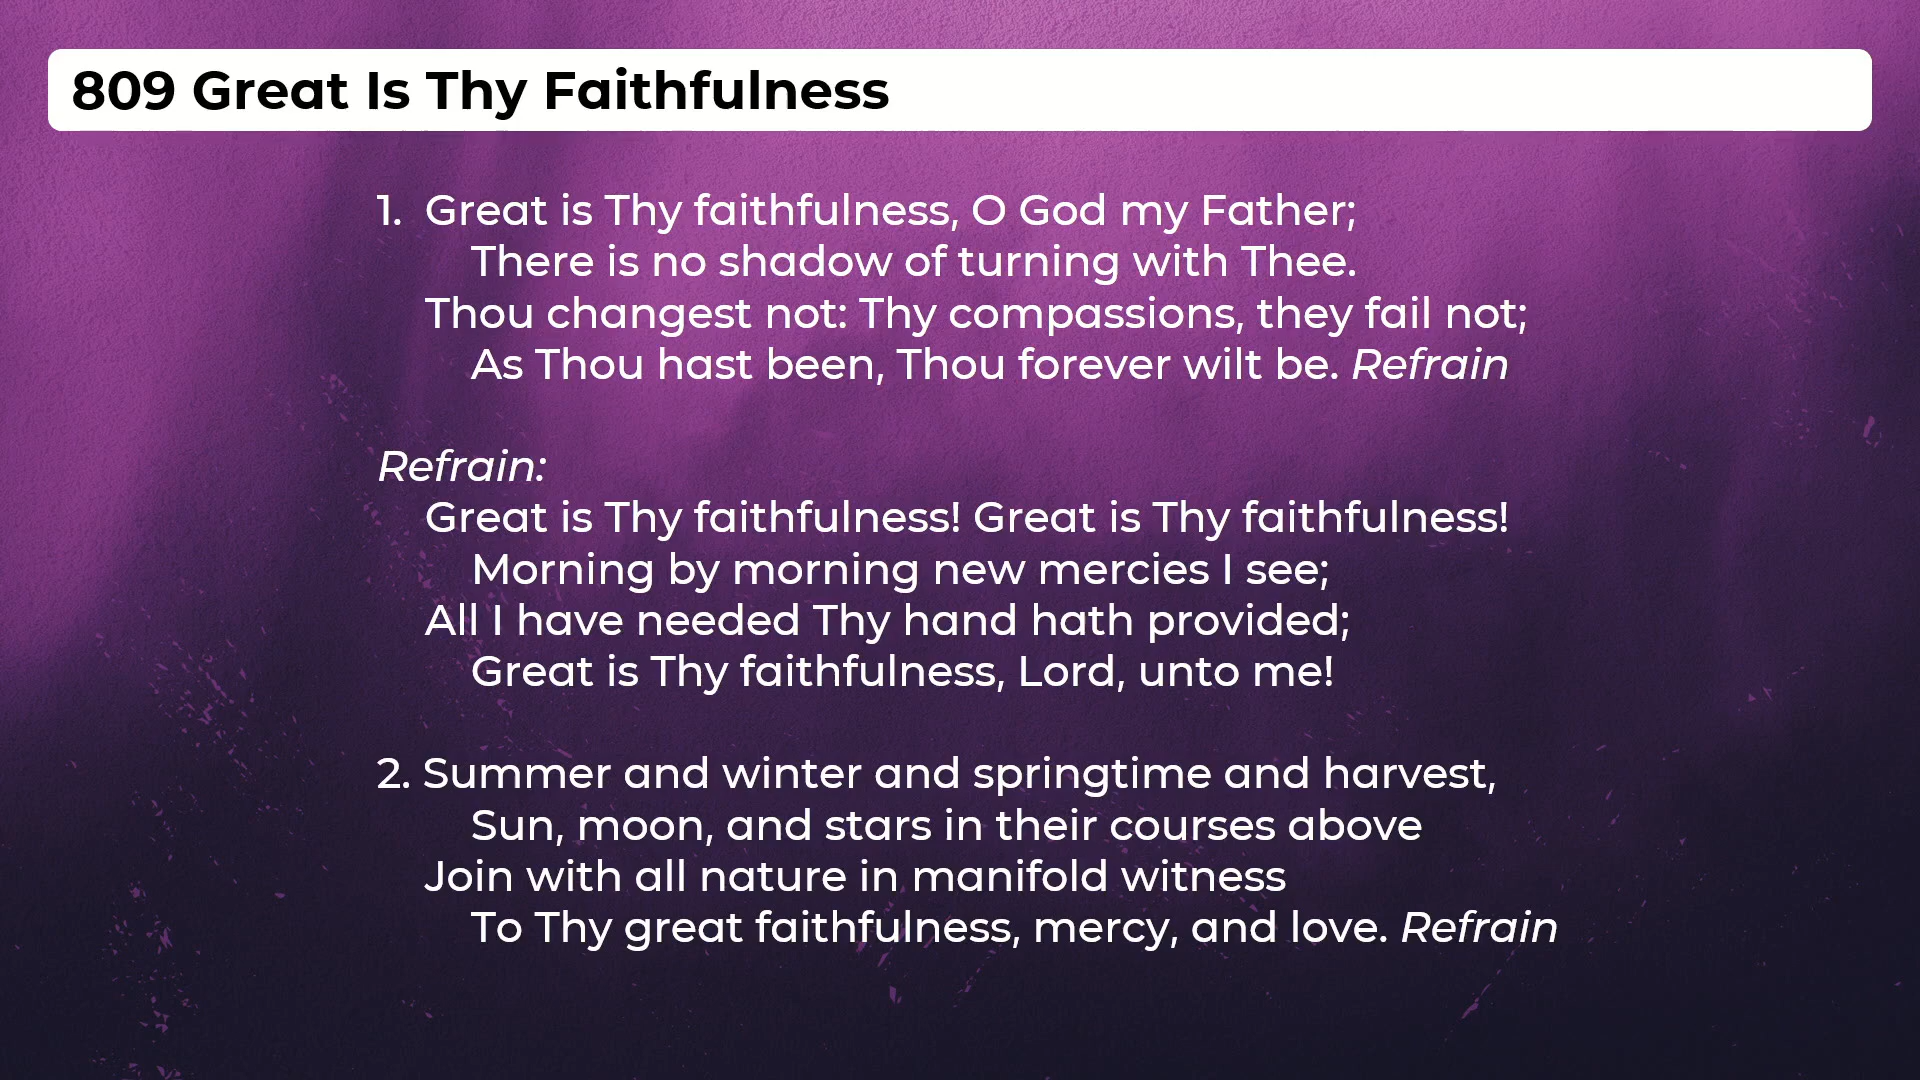 809 Great Is Thy Faithfulness
1. Great is Thy faithfulness, O God my Father;
There is no shadow of turning with Thee.
Thou changest not: Thy compassions, they fail not;
As Thou hast been, Thou forever wilt be. Refrain
Refrain:
Great is Thy faithfulness! Great is Thy faithfulness!
Morning by morning new mercies I see;
All I have needed Thy hand hath provided;
Great is Thy faithfulness, Lord, unto me!
2. Summer and winter and springtime and harvest,
Sun, moon, and stars in their courses above
Join with all nature in manifold witness
To Thy great faithfulness, mercy, and love. Refrain